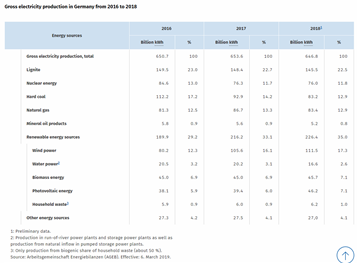 Gross electricity production in Germany from 2016 to 2018
Energy sources 2016 2017 2018¹
Billion kWh % Billion kWh % Billion kWh %
Gross electricity production, total 650.7 100 653.6 100 646.8 100
Lignite 149.5 23.0 148.4 22.7 145.5 22.5
Nuclear energy 84.6 13.0 76.3 11.7 76.0 11.8
Hard coal 112.2 17.2 92.9 14.2 83.2 12.9
Natural gas 81.3 12.5 86.7 13.3 83.4 12.9
Mineral oil products 5.8 0.9 5.6 0.9 5.2 0.8
Renewable energy sources 189.9 29.2 216.2 33.1 226.4 35.0
Wind power 80.0 12.3 105.6 16.1 111.5 17.3
Water power² 20.5 3.2 20.2 3.1 16.6 2.6
Biomass energy 45.0 6.9 45.0 6.9 45.7 7.1
Photovoltaic energy 38.1 5.9 39.4 6.0 46.2 7.1
Household waste³ 5.9 0.9 6.0 0.9 6.2 1.0
Other energy sources 27.3 4.2 27.5 4.1 27.0 4.1
1: Preliminary data.
2: Production in run-of-river power plants and storage power plants as well as
production from natural inflow in pumped storage power plants.
3: Only production from biogenic share of household waste (about 50 %).
Source: Arbeitsgemeinschaft Energiebilanzen (AGEB). Effective: 6. March 2019.